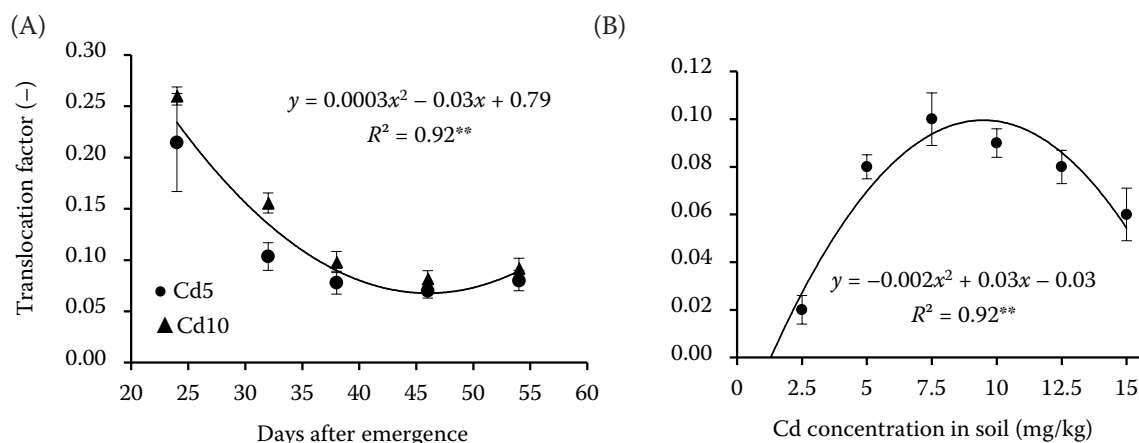 (A)
Translocation factor (–)
0.30
0.25
0.20
0.15
0.10
0.05
0.00
y = 0.0003x² – 0.03x + 0.79
R² = 0.92**
Cd5
Cd10
20 25 30 35 40 45 50 55 60
Days after emergence
(B)
0.12
0.10
0.08
0.06
0.04
0.02
0.00
y = –0.002x² + 0.03x – 0.03
R² = 0.92**
0 2.5 5 7.5 10 12.5 15
Cd concentration in soil (mg/kg)